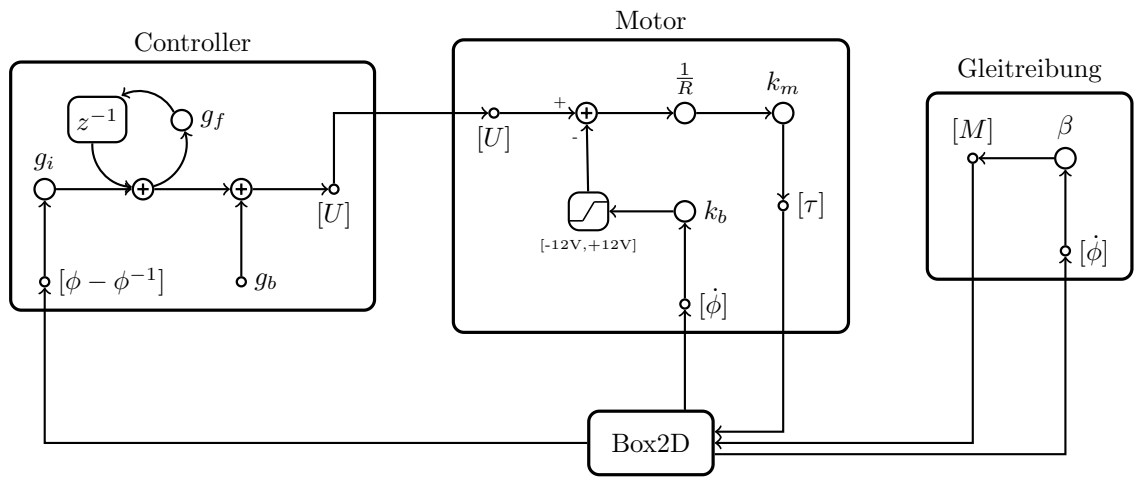 Controller
z⁻¹
g_f
g_i
+
+
[U]
[ϕ − ϕ⁻¹]
g_b
Motor
[U]
+
-
+
1/R
k_m
[τ]
k_b
[-12V,+12V]
[ϕ̇]
Gleitreibung
[M]
β
[ϕ̇]
Box2D